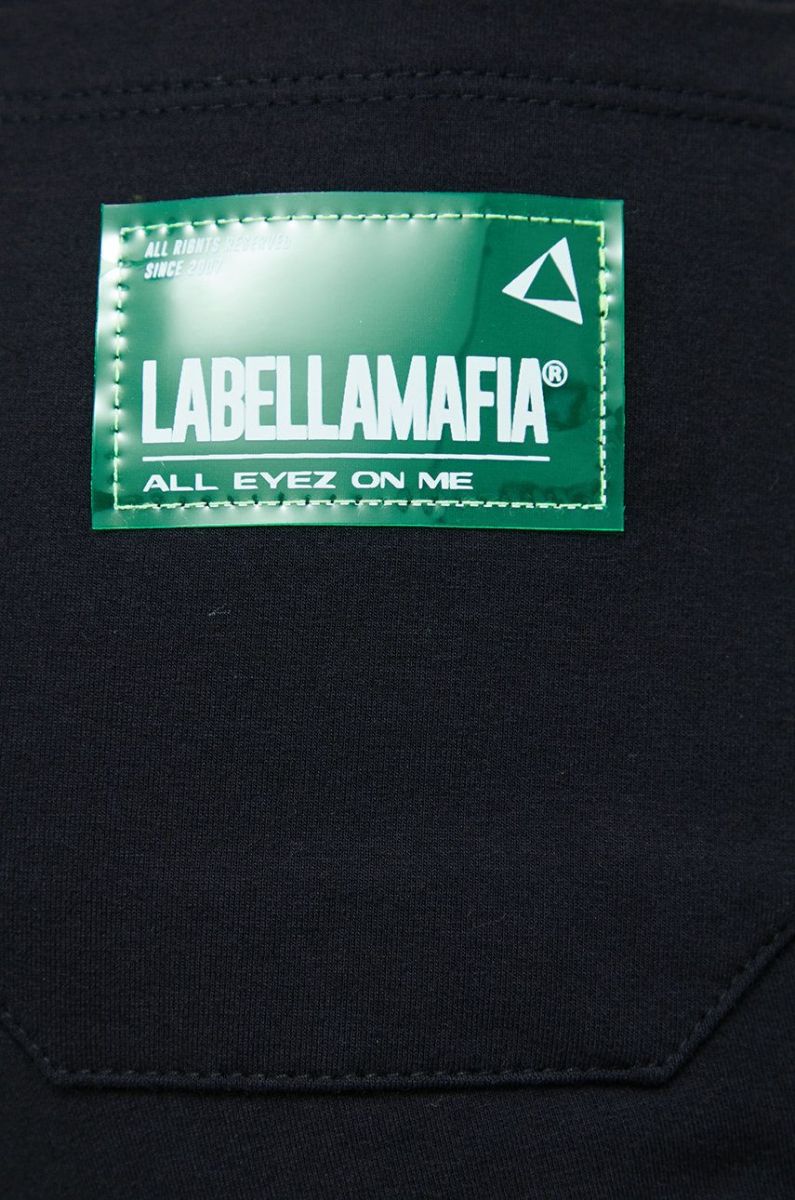 ALL RIGHTS RESERVED
SINCE 2007
LABELLAMAFIA®
ALL EYEZ ON ME